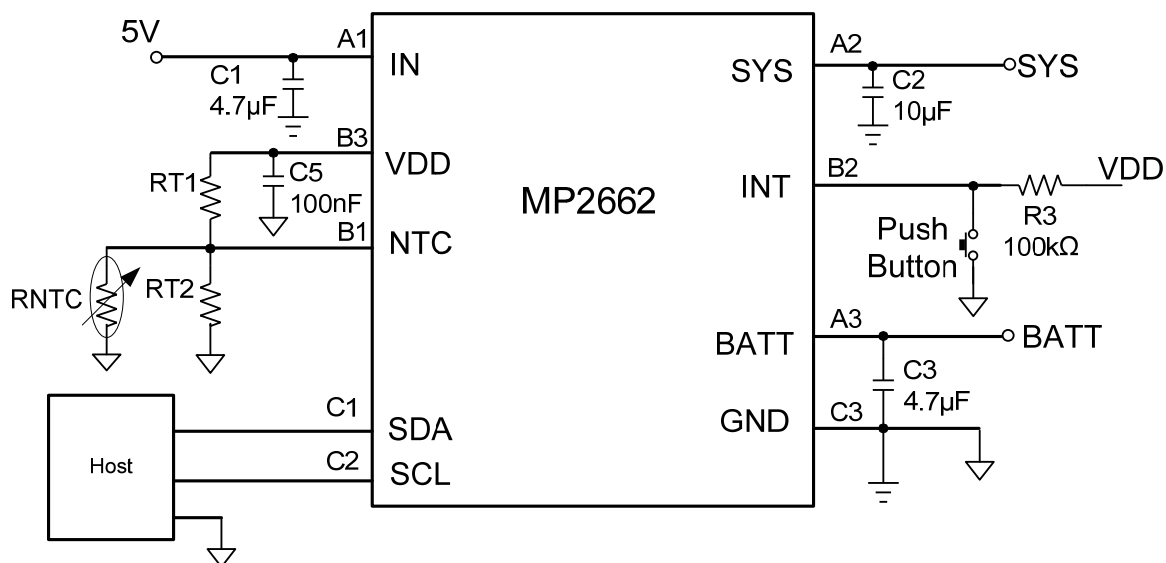 5V
A1
IN
C1
4.7µF
B3
VDD
RT1
C5
100nF
B1
NTC
RNTC
RT2
Host
C1
SDA
C2
SCL
MP2662
A2
SYS
SYS
C2
10µF
B2
INT
VDD
R3
100kΩ
Push
Button
A3
BATT
BATT
C3
4.7µF
C3
GND